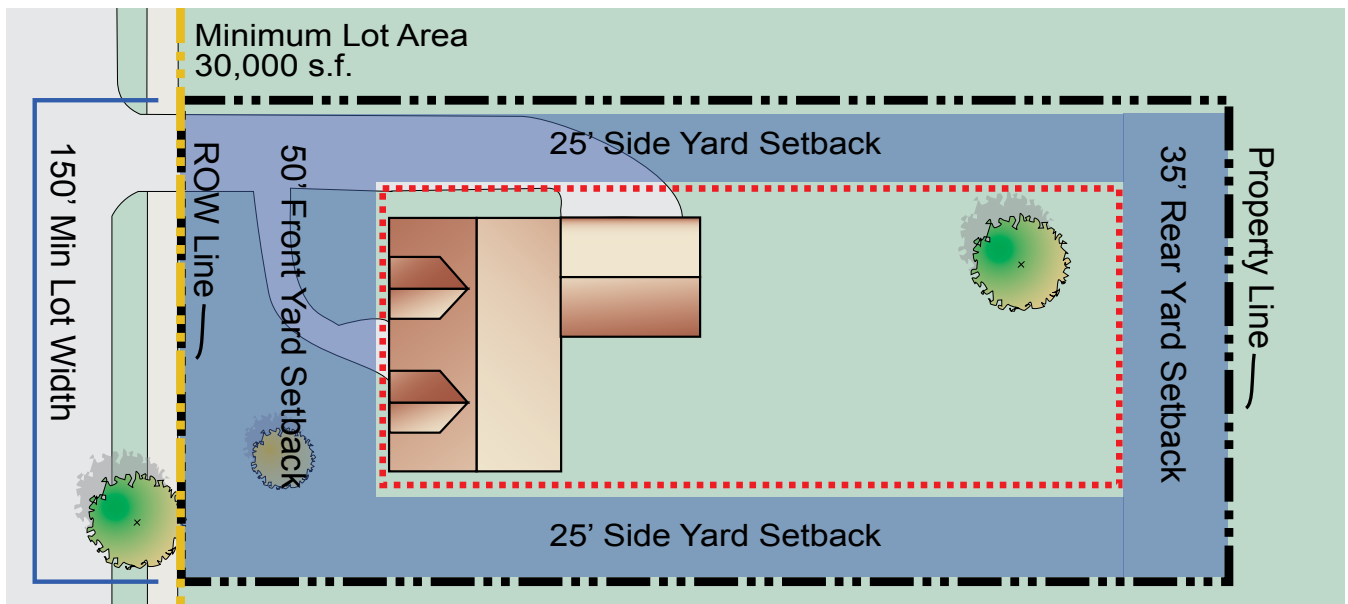 Minimum Lot Area
30,000 s.f.
150’ Min Lot Width
ROW Line
50’ Front Yard Setback
25’ Side Yard Setback
35’ Rear Yard Setback
Property Line
25’ Side Yard Setback